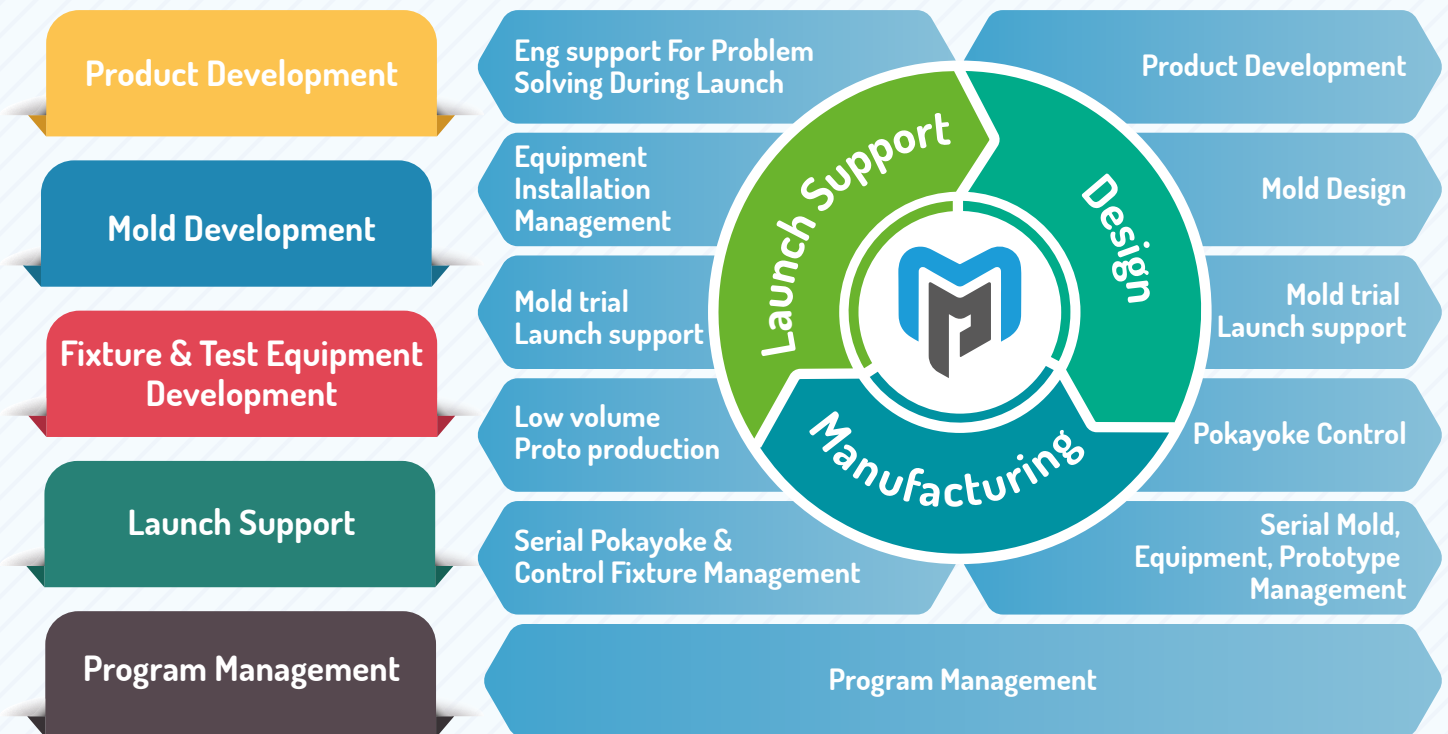 Product Development
Mold Development
Fixture & Test Equipment
Development
Launch Support
Program Management
Eng support For Problem
Solving During Launch
Equipment
Installation
Management
Mold trial
Launch support
Low volume
Proto production
Serial Pokayoke &
Control Fixture Management
Launch Support
Design
Manufacturing
Product Development
Mold Design
Mold trial
Launch support
Pokayoke Control
Serial Mold,
Equipment, Prototype
Management
Program Management